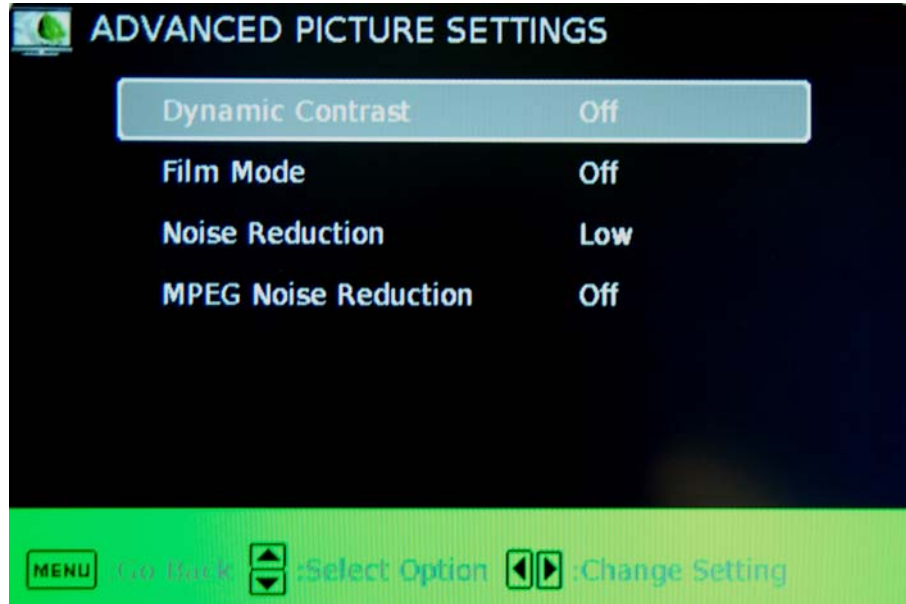 ADVANCED PICTURE SETTINGS
Dynamic Contrast Off
Film Mode Off
Noise Reduction Low
MPEG Noise Reduction Off
MENU :Go Back :Select Option :Change Setting